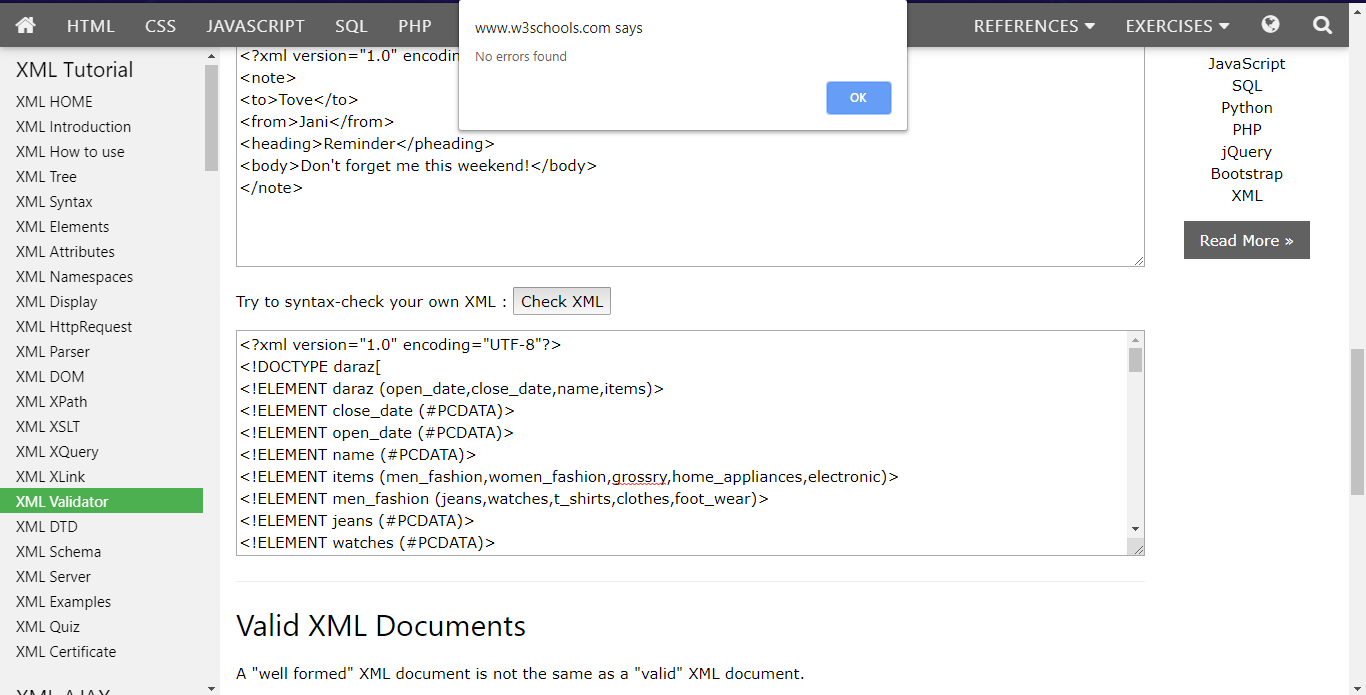 HTML CSS JAVASCRIPT SQL PHP REFERENCES EXERCISES
www.w3schools.com says
No errors found
OK
XML Tutorial
XML HOME
XML Introduction
XML How to use
XML Tree
XML Syntax
XML Elements
XML Attributes
XML Namespaces
XML Display
XML HttpRequest
XML Parser
XML DOM
XML XPath
XML XSLT
XML XQuery
XML XLink
XML Validator
XML DTD
XML Schema
XML Server
XML Examples
XML Quiz
XML Certificate
XML AJAX
<?xml version="1.0" encodin
<note>
<to>Tove</to>
<from>Jani</from>
<heading>Reminder</pheading>
<body>Don't forget me this weekend!</body>
</note>
Try to syntax-check your own XML : Check XML
<?xml version="1.0" encoding="UTF-8"?>
<!DOCTYPE daraz[
<!ELEMENT daraz (open_date,close_date,name,items)>
<!ELEMENT close_date (#PCDATA)>
<!ELEMENT open_date (#PCDATA)>
<!ELEMENT name (#PCDATA)>
<!ELEMENT items (men_fashion,women_fashion,grossry,home_appliances,electronic)>
<!ELEMENT men_fashion (jeans,watches,t_shirts,clothes,foot_wear)>
<!ELEMENT jeans (#PCDATA)>
<!ELEMENT watches (#PCDATA)>
Valid XML Documents
A "well formed" XML document is not the same as a "valid" XML document.
JavaScript
SQL
Python
PHP
jQuery
Bootstrap
XML
Read More »